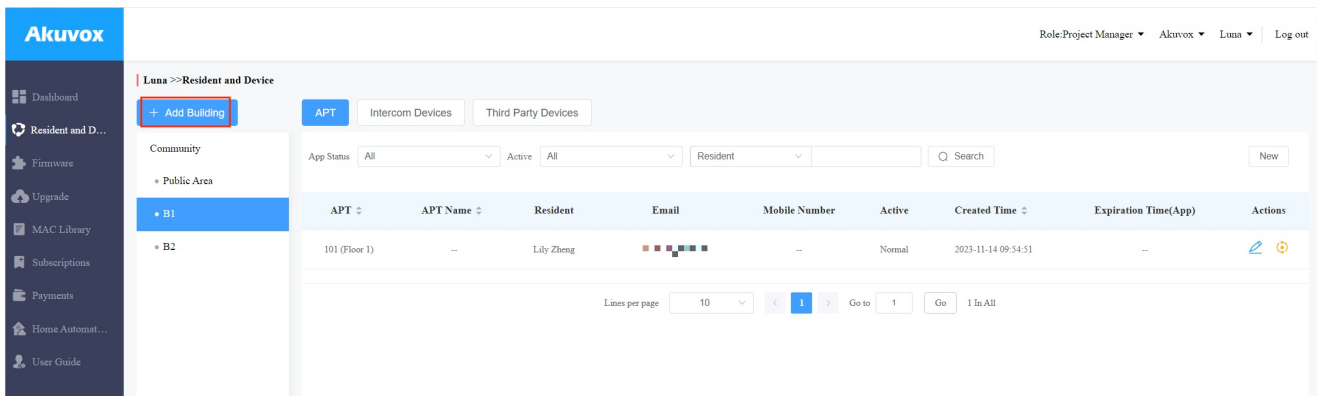 Akuvox
Role:Project Manager Akuvox Luna Log out
Luna >>Resident and Device
Dashboard
Resident and D...
Firmware
Upgrade
MAC Library
Subscriptions
Payments
Home Automat...
User Guide
+ Add Building
Community
Public Area
B1
B2
APT Intercom Devices Third Party Devices
App Status All Active All Resident Search New
APT APT Name Resident Email Mobile Number Active Created Time Expiration Time(App) Actions
101 (Floor 1) -- Lily Zheng -- Normal 2023-11-14 09:54:51 --
Lines per page 10 < 1 > Go to 1 Go 1 In All